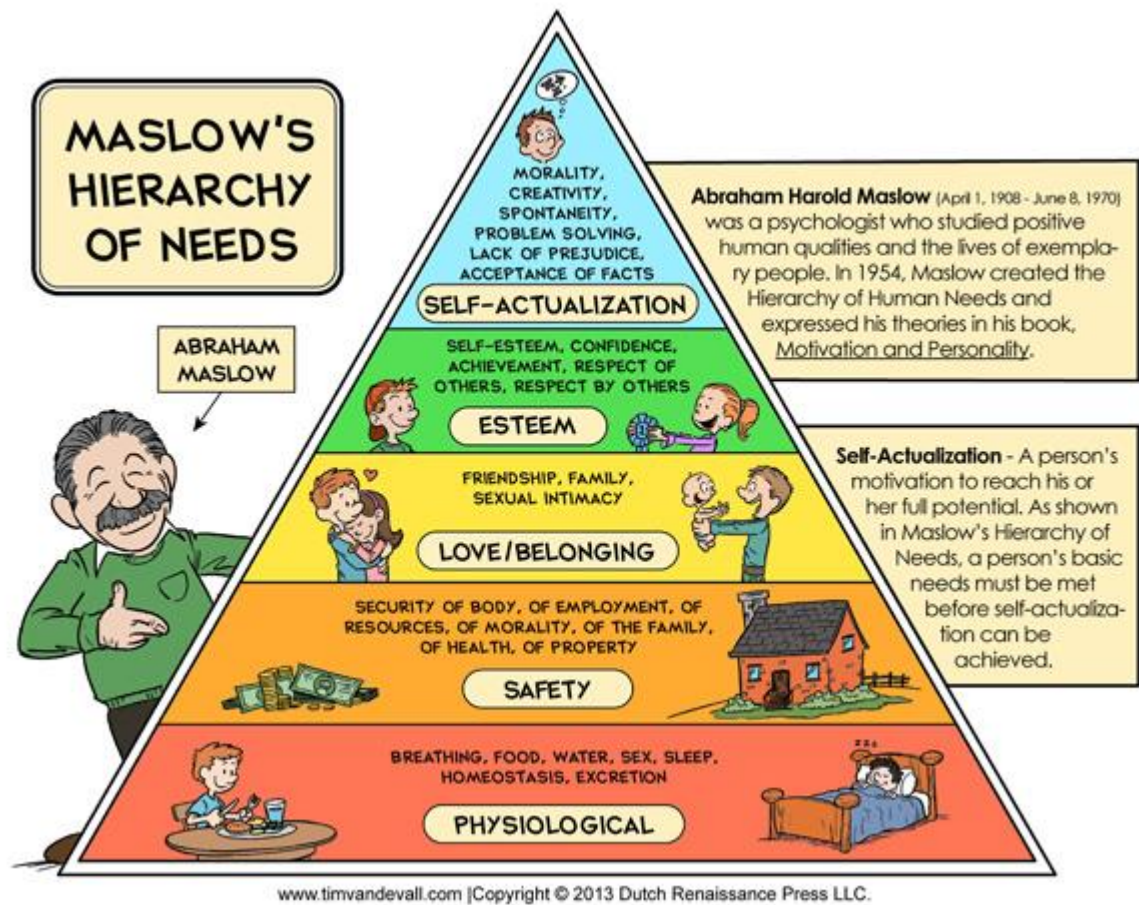 MASLOW'S
HIERARCHY
OF NEEDS
ABRAHAM
MASLOW
MORALITY,
CREATIVITY,
SPONTANEITY,
PROBLEM SOLVING,
LACK OF PREJUDICE,
ACCEPTANCE OF FACTS
SELF-ACTUALIZATION
SELF-ESTEEM, CONFIDENCE,
ACHIEVEMENT, RESPECT OF
OTHERS, RESPECT BY OTHERS
ESTEEM
FRIENDSHIP, FAMILY,
SEXUAL INTIMACY
LOVE/BELONGING
SECURITY OF BODY, OF EMPLOYMENT, OF
RESOURCES, OF MORALITY, OF THE FAMILY,
OF HEALTH, OF PROPERTY
SAFETY
BREATHING, FOOD, WATER, SEX, SLEEP,
HOMEOSTASIS, EXCRETION
zzz
PHYSIOLOGICAL
Abraham Harold Maslow (April 1, 1908 - June 8, 1970)
was a psychologist who studied positive
human qualities and the lives of exempla-
ry people. In 1954, Maslow created the
Hierarchy of Human Needs and
expressed his theories in his book,
Motivation and Personality.
Self-Actualization - A person's
motivation to reach his or
her full potential. As shown
in Maslow's Hierarchy of
Needs, a person's basic
needs must be met
before self-actualiza-
tion can be
achieved.
www.timvandevall.com |Copyright © 2013 Dutch Renaissance Press LLC.